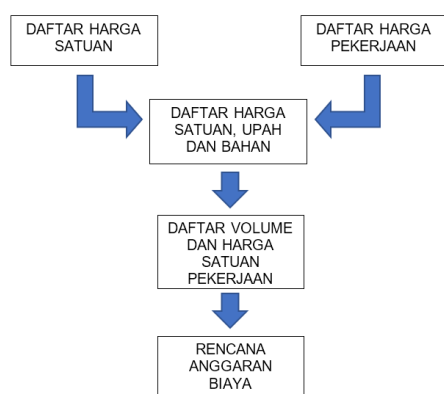 DAFTAR HARGA
SATUAN
DAFTAR HARGA
PEKERJAAN
DAFTAR HARGA
SATUAN, UPAH
DAN BAHAN
DAFTAR VOLUME
DAN HARGA
SATUAN
PEKERJAAN
RENCANA
ANGGARAN
BIAYA